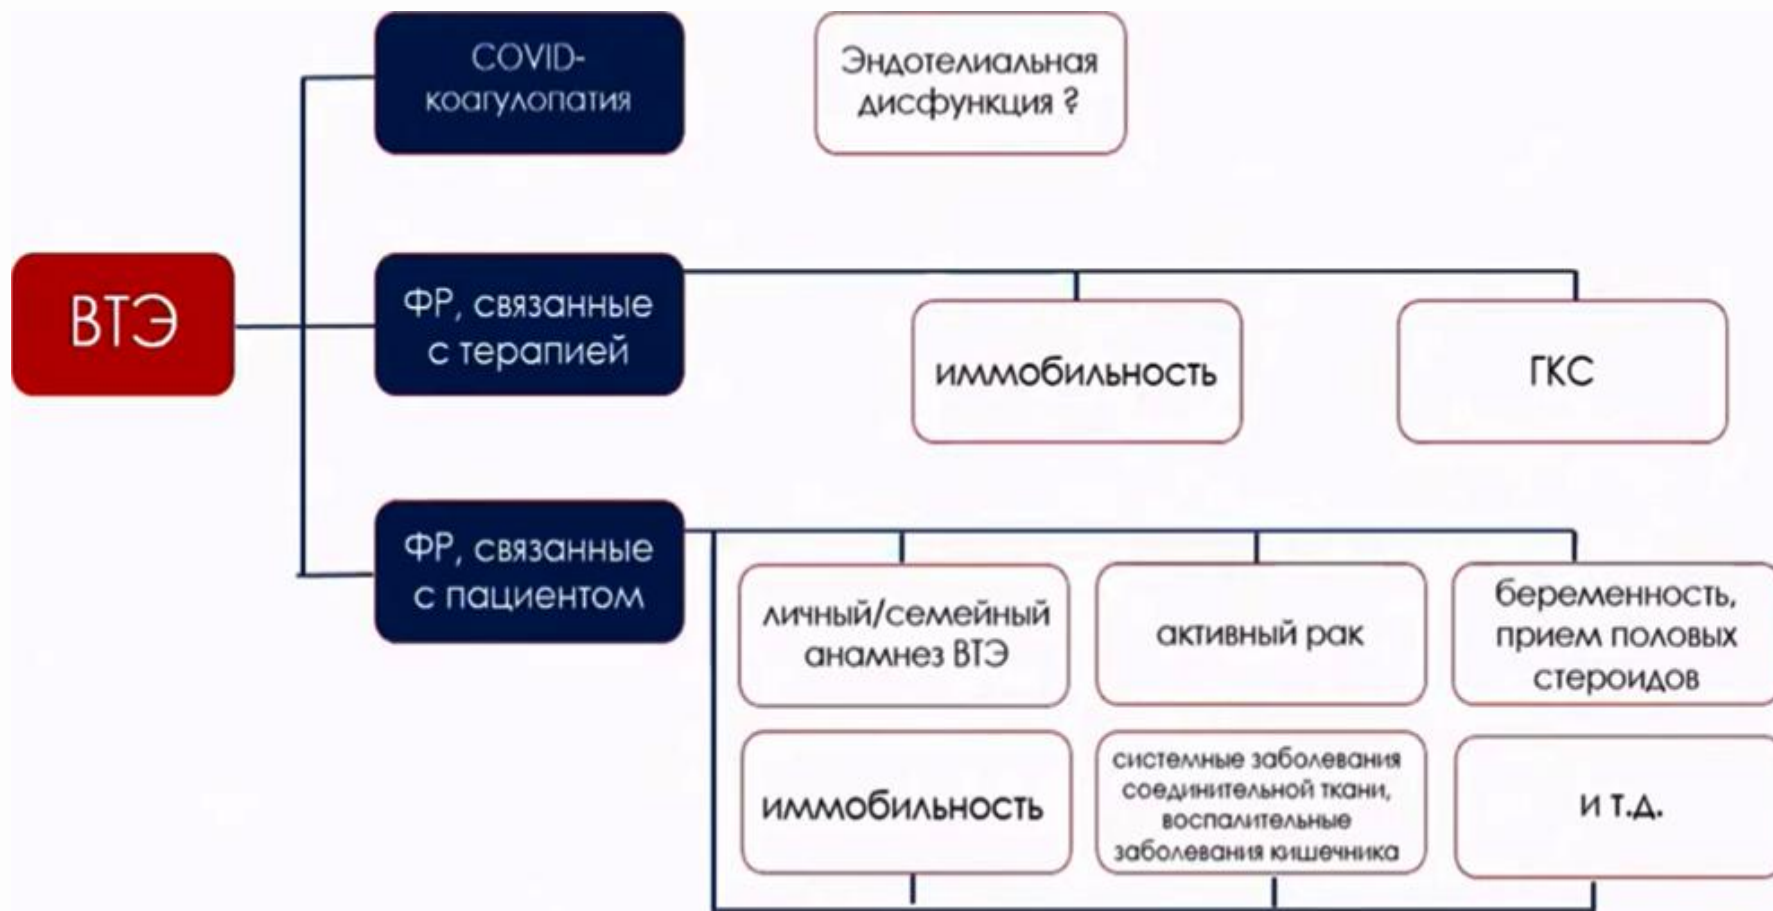 COVID-
коагулопатия
Эндотелиальная
дисфункция ?
ВТЭ
ФР, связанные
с терапией
иммобильность
ГКС
ФР, связанные
с пациентом
личный/семейный
анамнез ВТЭ
активный рак
беременность,
прием половых
стероидов
иммобильность
системные заболевания
соединительной ткани,
воспалительные
заболевания кишечника
и т.д.